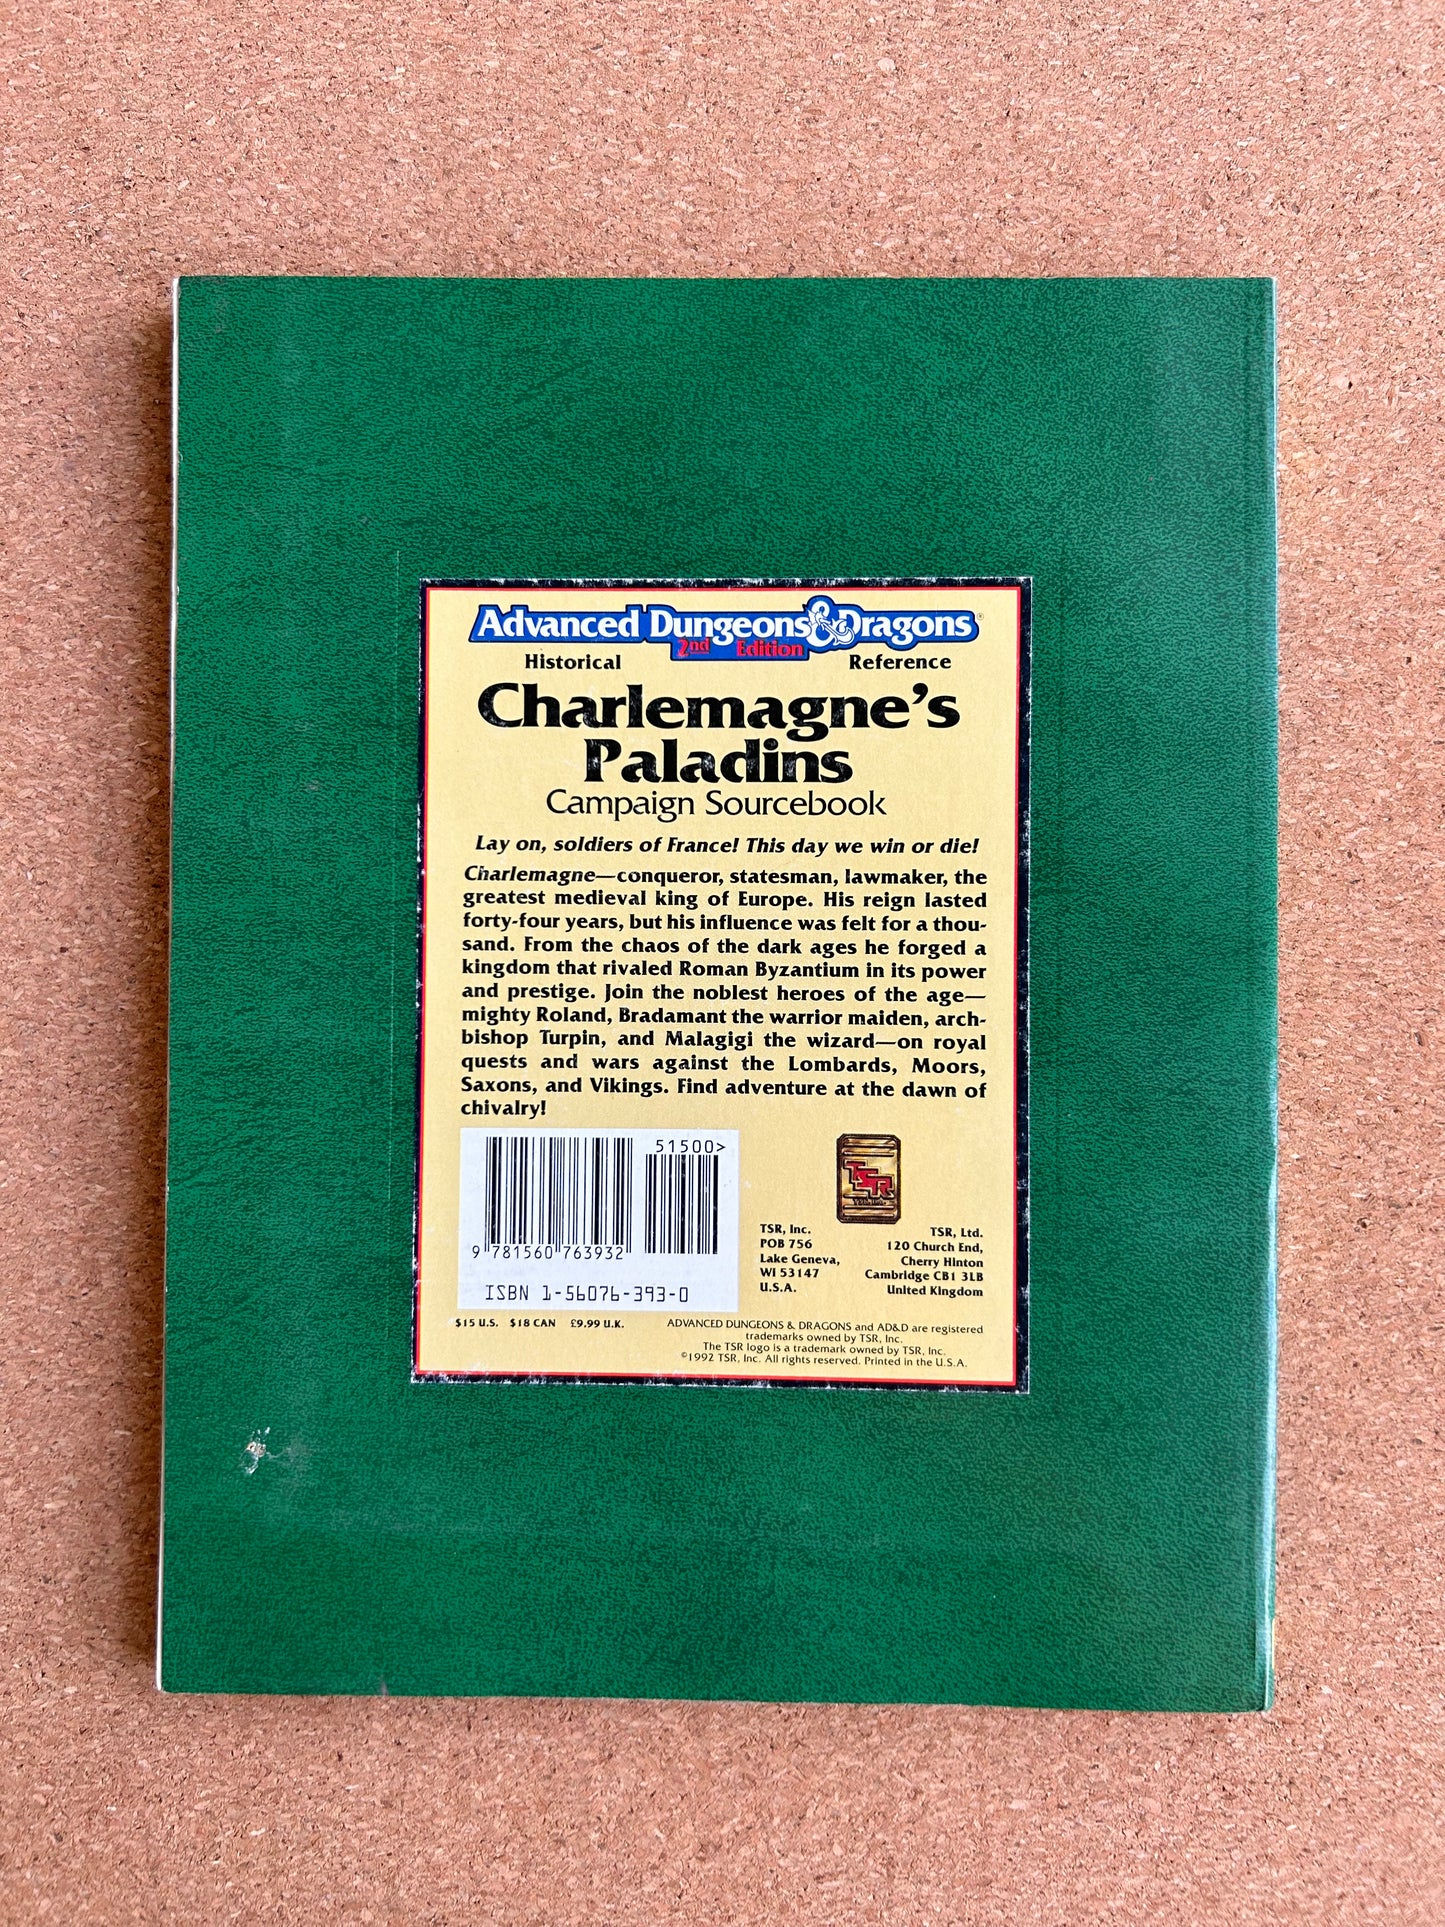 Advanced Dungeons & Dragons®
2nd Edition
Historical Reference
Charlemagne's
Paladins
Campaign Sourcebook
Lay on, soldiers of France! This day we win or die!
Charlemagne—conqueror, statesman, lawmaker, the
greatest medieval king of Europe. His reign lasted
forty-four years, but his influence was felt for a thou-
sand. From the chaos of the dark ages he forged a
kingdom that rivaled Roman Byzantium in its power
and prestige. Join the noblest heroes of the age—
mighty Roland, Bradamant the warrior maiden, arch-
bishop Turpin, and Malagigi the wizard—on royal
quests and wars against the Lombards, Moors,
Saxons, and Vikings. Find adventure at the dawn of
chivalry!
51500>
9 781560 763932
ISBN 1-56076-393-0
$15 U.S. $18 CAN £9.99 U.K.
TSR
TSR, Inc.
POB 756
Lake Geneva,
WI 53147
U.S.A.
TSR, Ltd.
120 Church End,
Cherry Hinton
Cambridge CB1 3LB
United Kingdom
ADVANCED DUNGEONS & DRAGONS and AD&D are registered
trademarks owned by TSR, Inc.
The TSR logo is a trademark owned by TSR, Inc.
©1992 TSR, Inc. All rights reserved. Printed in the U.S.A.